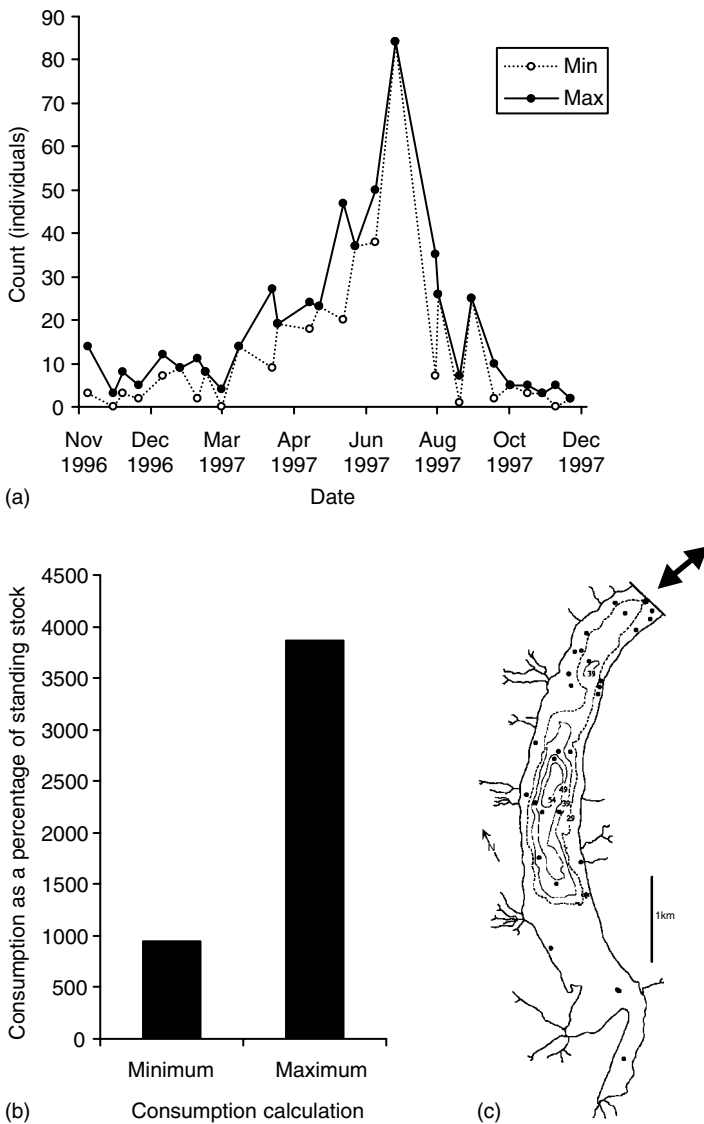 90
80
70
60
50
40
30
20
10
0
Count (individuals)
Min
Max
Nov Dec Mar Apr Jun Aug Oct Dec
1996 1996 1997 1997 1997 1997 1997 1997
(a)
Date
4500
4000
3500
3000
2500
2000
1500
1000
500
0
Consumption as a percentage of standing stock
Minimum Maximum
(b)
Consumption calculation
39
49
54
39
29
N
1km
(c)